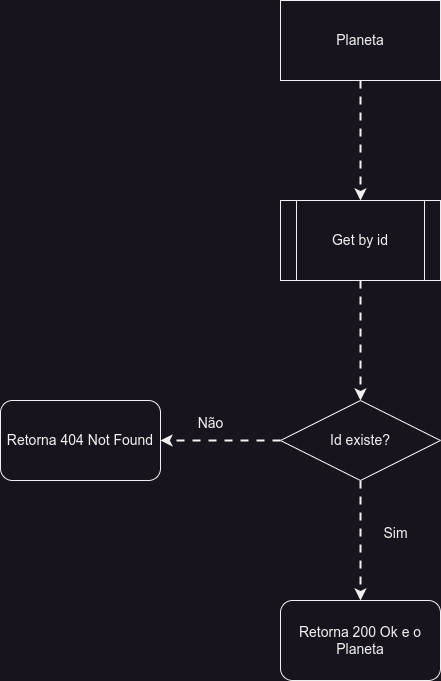 Planeta
Get by id
Id existe?
Não
Retorna 404 Not Found
Sim
Retorna 200 Ok e o
Planeta